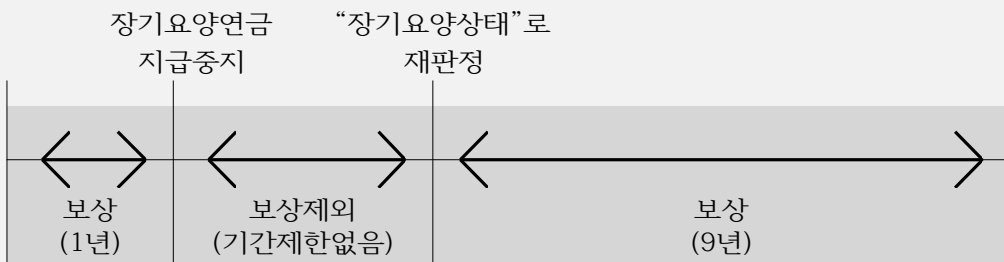 장기요양연금
지급중지
“장기요양상태”로
재판정
보상
(1년)
보상제외
(기간제한없음)
보상
(9년)